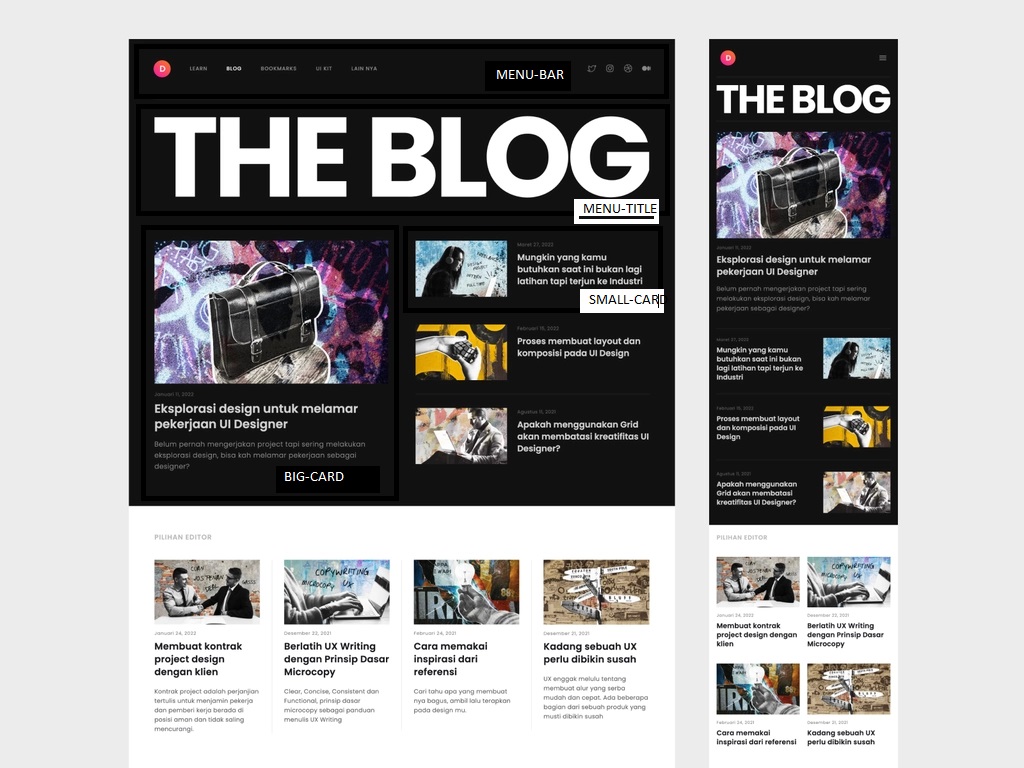 D LEARN BLOG BOOKMARKS UI KIT LAIN NYA
MENU-BAR
THE BLOG
MENU-TITLE
Januari 11, 2022
Eksplorasi design untuk melamar
pekerjaan UI Designer
Belum pernah mengerjakan project tapi sering melakukan
eksplorasi design, bisa kah melamar pekerjaan sebagai
designer?
BIG-CARD
Maret 27, 2022
Mungkin yang kamu
butuhkan saat ini bukan lagi
latihan tapi terjun ke Industri
SMALL-CARD
Februari 15, 2022
Proses membuat layout dan
komposisi pada UI Design
Agustus 11, 2021
Apakah menggunakan Grid
akan membatasi kreatifitas UI
Designer?
PILIHAN EDITOR
Januari 24, 2022
Membuat kontrak
project design
dengan klien
Kontrak project adalah perjanjian
tertulis untuk menjamin pekerja
dan pemberi kerja berada di
posisi aman dan tidak saling
mencurangi.
COPYWRITING
MICROCOPY UX
Desember 22, 2021
Berlatih UX Writing
dengan Prinsip Dasar
Microcopy
Clear, Concise, Consistent dan
Functional, prinsip dasar
microcopy sebagai panduan
menulis UX Writing
Februari 24, 2021
Cara memakai
inspirasi dari
referensi
Cari tahu apa yang membuat
nya bagus, ambil lalu terapkan
pada design mu.
Desember 21, 2021
Kadang sebuah UX
perlu dibikin susah
UX enggak melulu tentang
membuat alur yang serba
mudah dan cepat. Ada beberapa
bagian dari sebuah produk yang
musti dibikin susah
D
THE BLOG
Januari 11, 2022
Eksplorasi design untuk melamar
pekerjaan UI Designer
Belum pernah mengerjakan project tapi sering
melakukan eksplorasi design, bisa kah melamar pekerjaan
sebagai designer?
Maret 27, 2022
Mungkin yang kamu
butuhkan saat ini bukan
lagi latihan tapi terjun ke
Industri
Februari 15, 2022
Proses membuat layout
dan komposisi pada UI
Design
Agustus 11, 2021
Apakah menggunakan
Grid akan membatasi
kreatifitas UI Designer?
PILIHAN EDITOR
Januari 24, 2022
Membuat kontrak
project design dengan
klien
COPYWRITING
MICROCOPY UX
Desember 22, 2021
Berlatih UX Writing
dengan Prinsip Dasar
Microcopy
Februari 24, 2021
Cara memakai
inspirasi dari referensi
Desember 21, 2021
Kadang sebuah UX
perlu dibikin susah